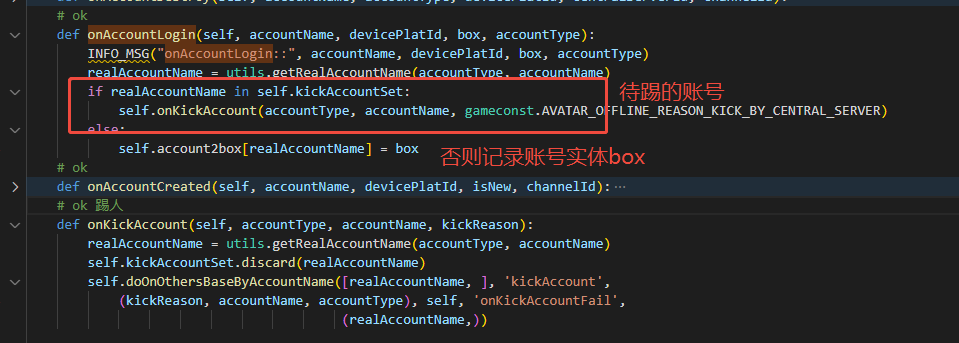 # ok
def onAccountLogin(self, accountName, devicePlatId, box, accountType):
INFO_MSG("onAccountLogin::", accountName, devicePlatId, box, accountType)
realAccountName = utils.getRealAccountName(accountType, accountName)
if realAccountName in self.kickAccountSet:
待踢的账号
self.onKickAccount(accountType, accountName, gameconst.AVATAR_OFFLINE_REASON_KICK_BY_CENTRAL_SERVER)
else:
self.account2box[realAccountName] = box
否则记录账号实体box
# ok
def onAccountCreated(self, accountName, devicePlatId, isNew, channelId):…
# ok 踢人
def onKickAccount(self, accountType, accountName, kickReason):
realAccountName = utils.getRealAccountName(accountType, accountName)
self.kickAccountSet.discard(realAccountName)
self.doOnOthersBaseByAccountName([realAccountName, ], 'kickAccount',
(kickReason, accountName, accountType), self, 'onKickAccountFail',
(realAccountName,))